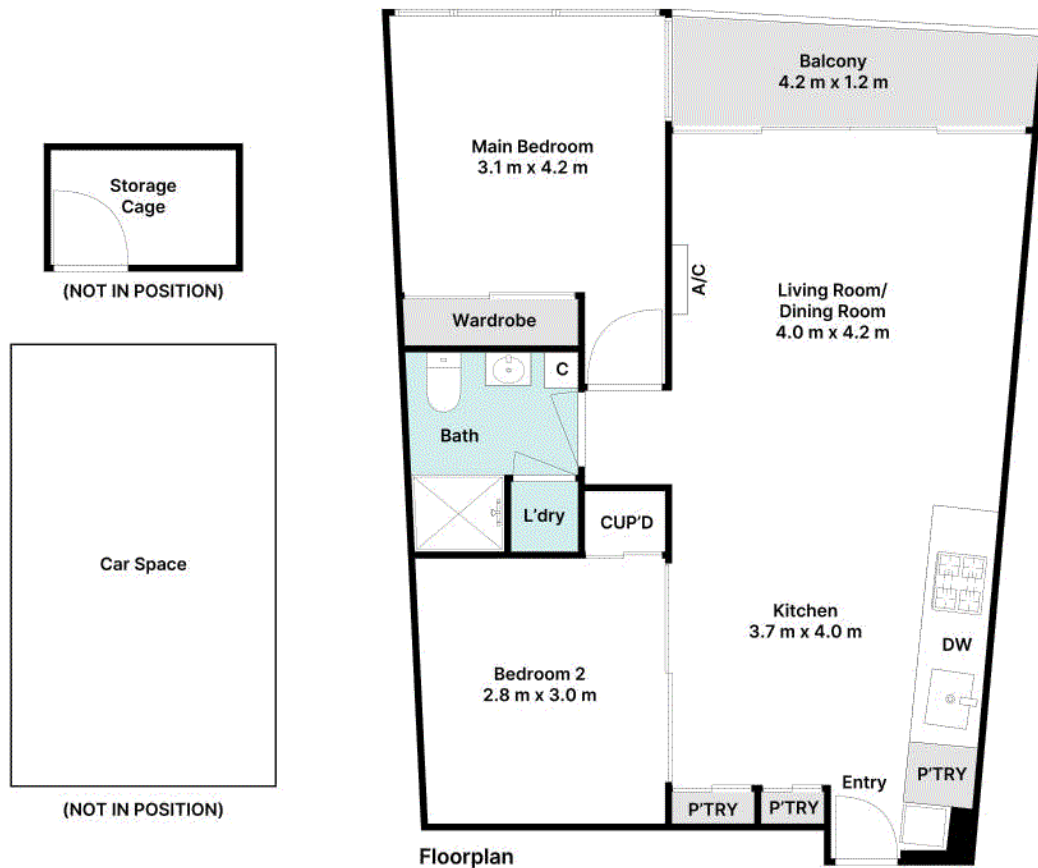 Balcony
4.2 m x 1.2 m
Main Bedroom
3.1 m x 4.2 m
Storage
Cage
(NOT IN POSITION)
A/C
Living Room/
Dining Room
4.0 m x 4.2 m
Wardrobe
C
Bath
L'dry
CUP'D
Car Space
Kitchen
3.7 m x 4.0 m
DW
Bedroom 2
2.8 m x 3.0 m
P'TRY
Entry
P'TRY
P'TRY
(NOT IN POSITION)
Floorplan